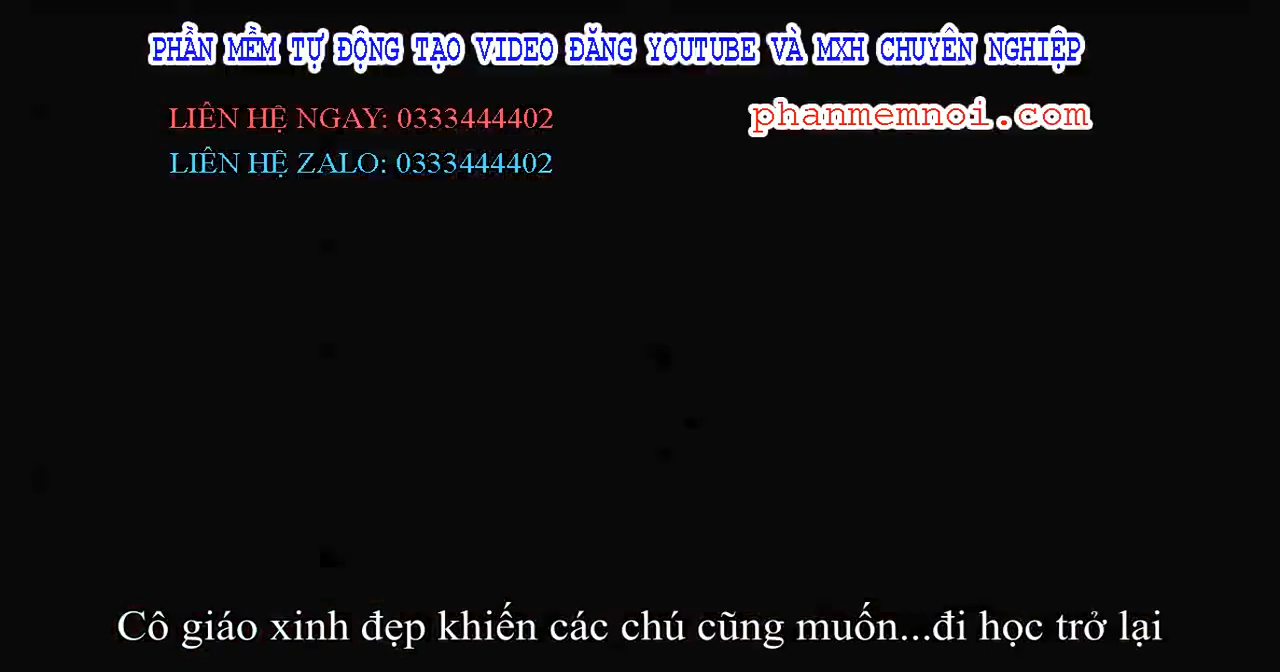 PHẦN MỀM TỰ ĐỘNG TẠO VIDEO ĐĂNG YOUTUBE VÀ MXH CHUYÊN NGHIỆP
LIÊN HỆ NGAY: 0333444402
phanmemnoi.com
LIÊN HỆ ZALO: 0333444402
Cô giáo xinh đẹp khiến các chú cũng muốn...đi học trở lại